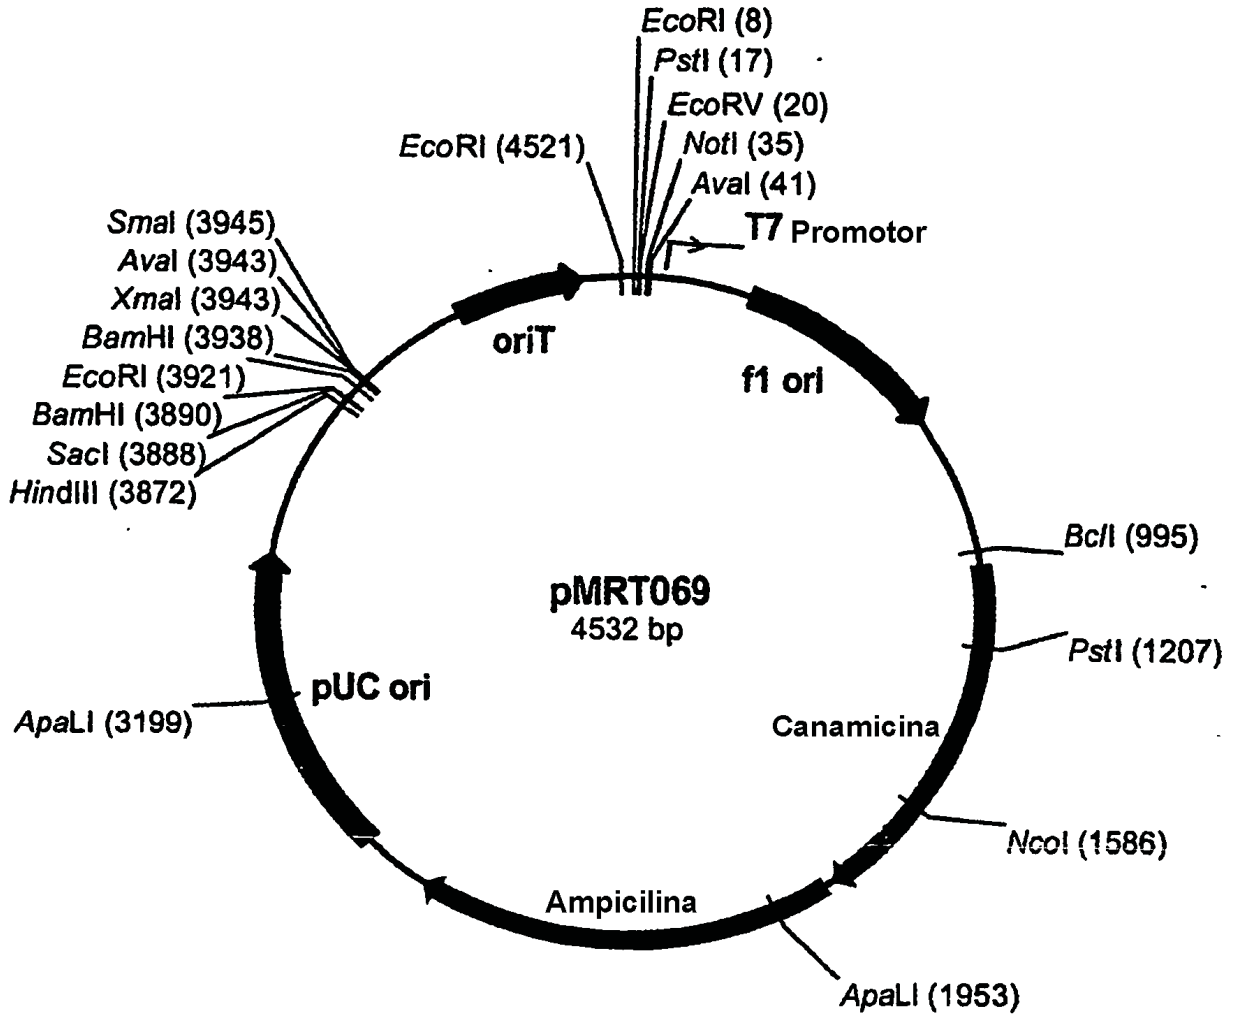 EcoRI (8)
PstI (17)
EcoRV (20)
EcoRI (4521)
NotI (35)
AvaI (41)
SmaI (3945)
T7 Promotor
AvaI (3943)
XmaI (3943)
BamHI (3938)
oriT
EcoRI (3921)
f1 ori
BamHI (3890)
SacI (3888)
HindIII (3872)
BclI (995)
pMRT069
4532 bp
PstI (1207)
pUC ori
ApaLI (3199)
Canamicina
NcoI (1586)
Ampicilina
ApaLI (1953)